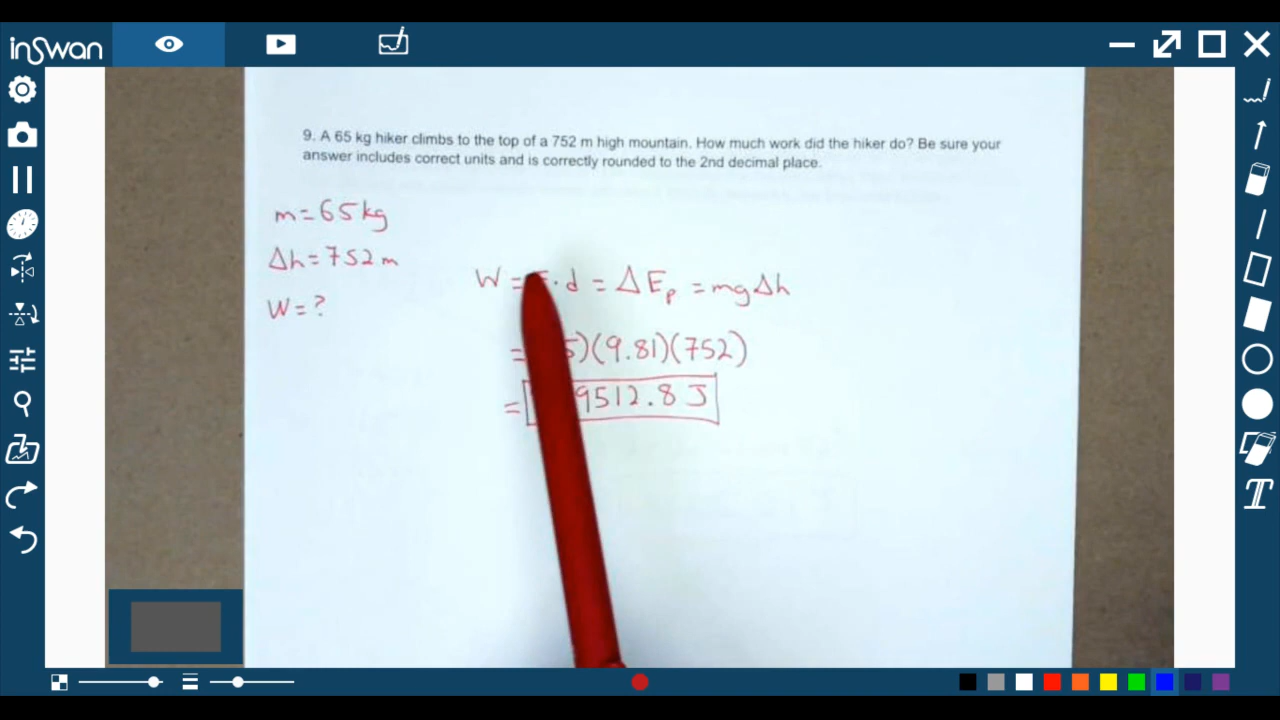 inSwan
9. A 65 kg hiker climbs to the top of a 752 m high mountain. How much work did the hiker do? Be sure your
answer includes correct units and is correctly rounded to the 2nd decimal place.
m=65kg
Δh=752m
W=?
W = · d = ΔEp = mgΔh
= 5)(9.81)(752)
= 9512.8 J
T